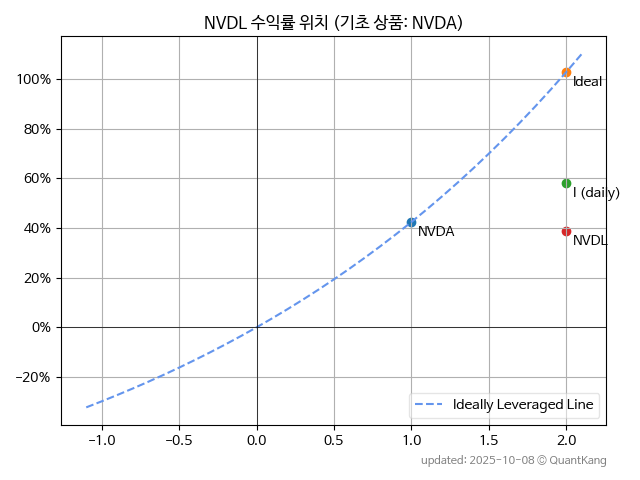 NVDL 수익률 위치 (기초 상품: NVDA)
100%
80%
60%
40%
20%
0%
−20%
Ideal
I (daily)
NVDA
NVDL
Ideally Leveraged Line
−1.0 −0.5 0.0 0.5 1.0 1.5 2.0
updated: 2025-10-08 © QuantKang